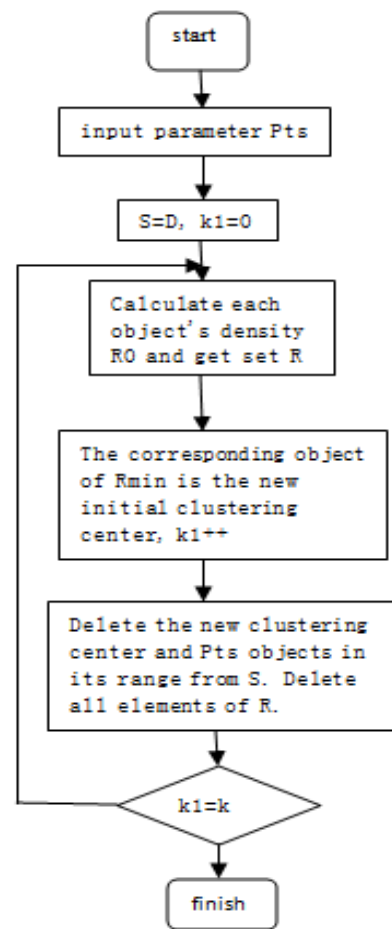 start
input parameter Pts
S=D, k1=0
Calculate each
object's density
R0 and get set R
The corresponding object
of Rmin is the new
initial clustering
center, k1++
Delete the new clustering
center and Pts objects in
its range from S. Delete
all elements of R.
k1=k
finish